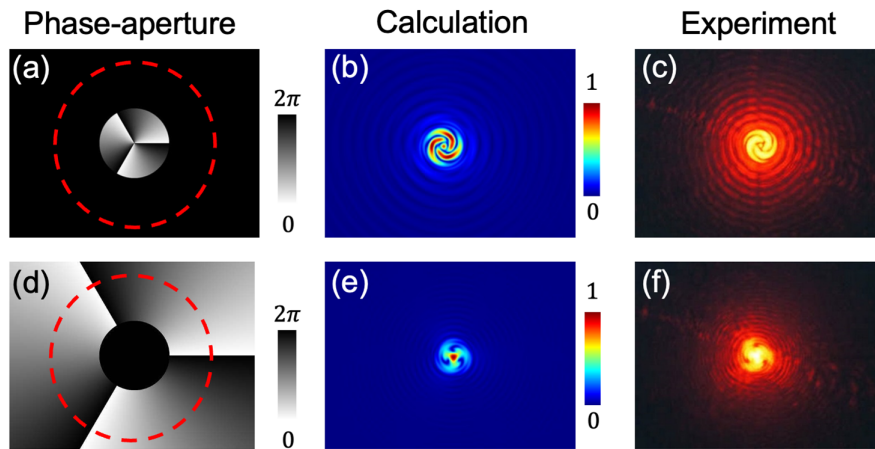 Phase-aperture Calculation Experiment
(a) 2π 0 (b) 1 0 (c)
(d) 2π 0 (e) 1 0 (f)